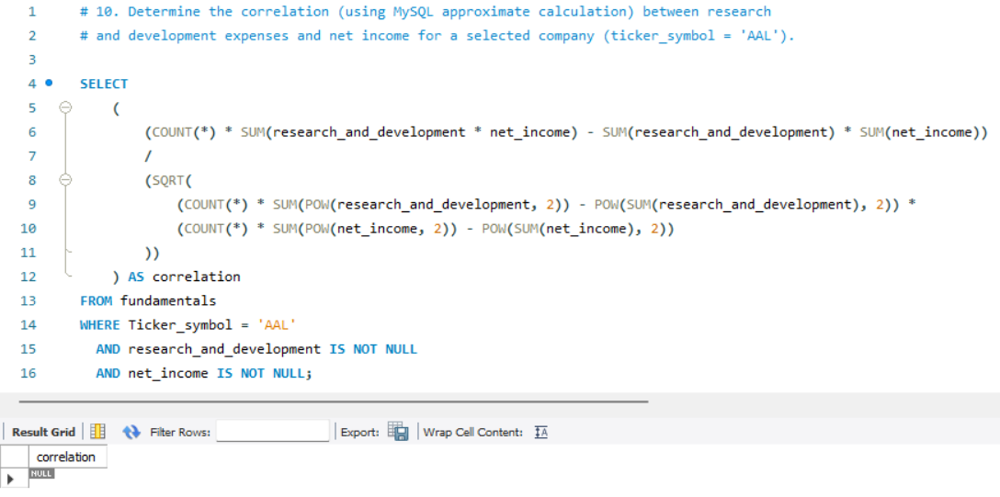 1 # 10. Determine the correlation (using MySQL approximate calculation) between research
2 # and development expenses and net income for a selected company (ticker_symbol = 'AAL').
3
4 SELECT
5 (
6 (COUNT(*) * SUM(research_and_development * net_income) - SUM(research_and_development) * SUM(net_income))
7 /
8 (SQRT(
9 (COUNT(*) * SUM(POW(research_and_development, 2)) - POW(SUM(research_and_development), 2)) *
10 (COUNT(*) * SUM(POW(net_income, 2)) - POW(SUM(net_income), 2))
11 ))
12 ) AS correlation
13 FROM fundamentals
14 WHERE Ticker_symbol = 'AAL'
15 AND research_and_development IS NOT NULL
16 AND net_income IS NOT NULL;
Result Grid Filter Rows: Export: Wrap Cell Content: IA
correlation
NULL